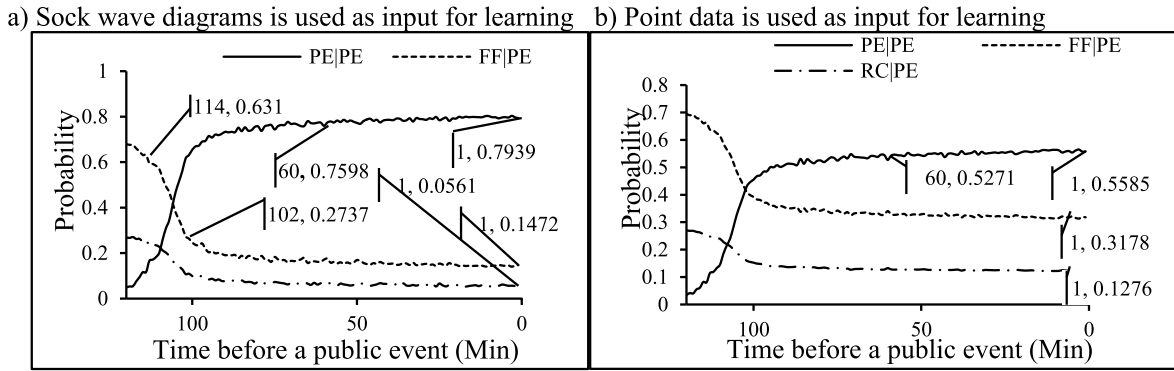 a) Sock wave diagrams is used as input for learning
PE|PE FF|PE
Probability
1
0.8
0.6
0.4
0.2
0
114, 0.631
60, 0.7598
102, 0.2737
1, 0.7939
1, 0.0561
1, 0.1472
100 50 0
Time before a public event (Min)
b) Point data is used as input for learning
PE|PE FF|PE
RC|PE
Probability
0.8
0.7
0.6
0.5
0.4
0.3
0.2
0.1
0
60, 0.5271
1, 0.5585
1, 0.3178
1, 0.1276
100 50 0
Time before a public event (Min)